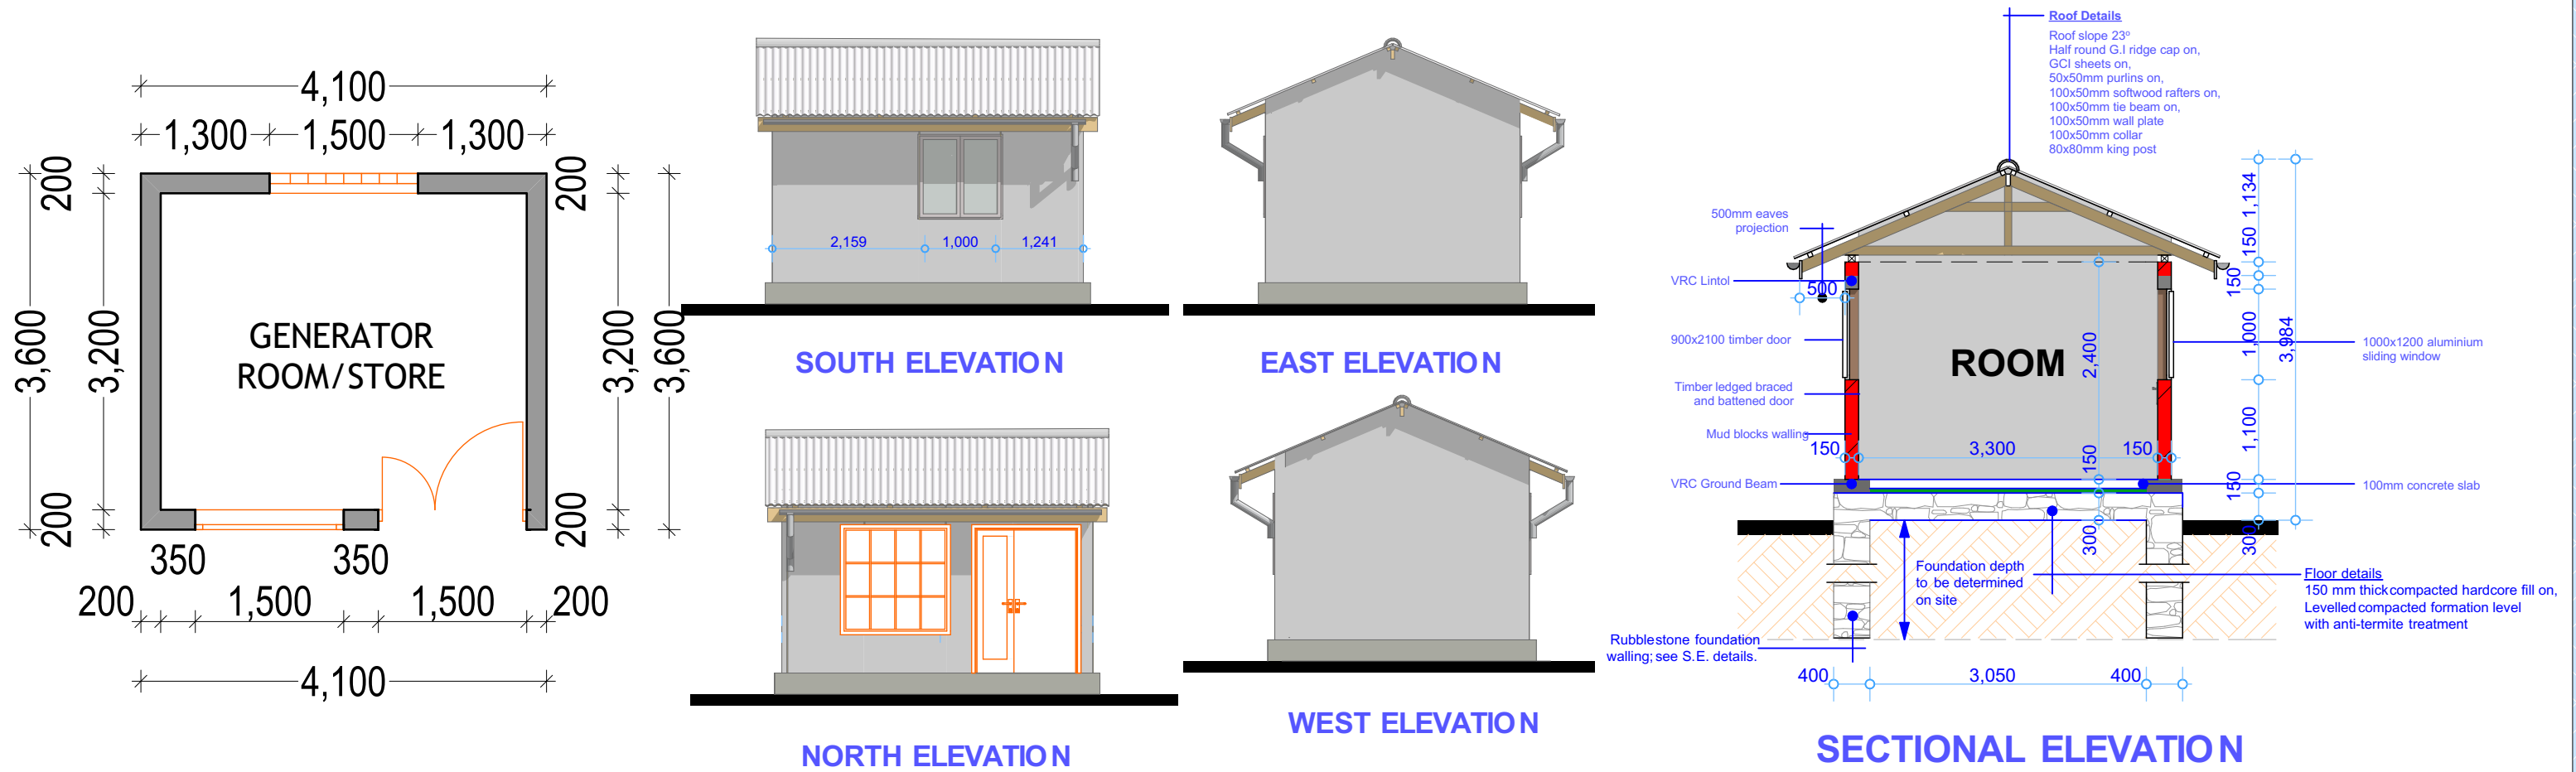 4,100
1,300
1,500
1,300
200
200
3,600
3,200
GENERATOR
ROOM/STORE
3,200
3,600
200
200
350
350
200
1,500
1,500
200
4,100
2,159
1,000
1,241
SOUTH ELEVATION
EAST ELEVATION
NORTH ELEVATION
WEST ELEVATION
Roof Details
Roof slope 23°
Half round G.I ridge cap on,
GCI sheets on,
50x50mm purlins on,
100x50mm softwood rafters on,
100x50mm tie beam on,
100x50mm wall plate
100x50mm collar
80x80mm king post
500mm eaves
projection
VRC Lintol
500
900x2100 timber door
Timber ledged braced
and battened door
Mud blocks walling
150
3,300
150
VRC Ground Beam
ROOM
2,400
150
300
1,134
150
150
1,000
3,984
1,100
150
300
1000x1200 aluminium
sliding window
100mm concrete slab
Foundation depth
to be determined
on site
Floor details
150 mm thick compacted hardcore fill on,
Levelled compacted formation level
with anti-termite treatment
Rubblestone foundation
walling; see S.E. details.
400
3,050
400
SECTIONAL ELEVATION